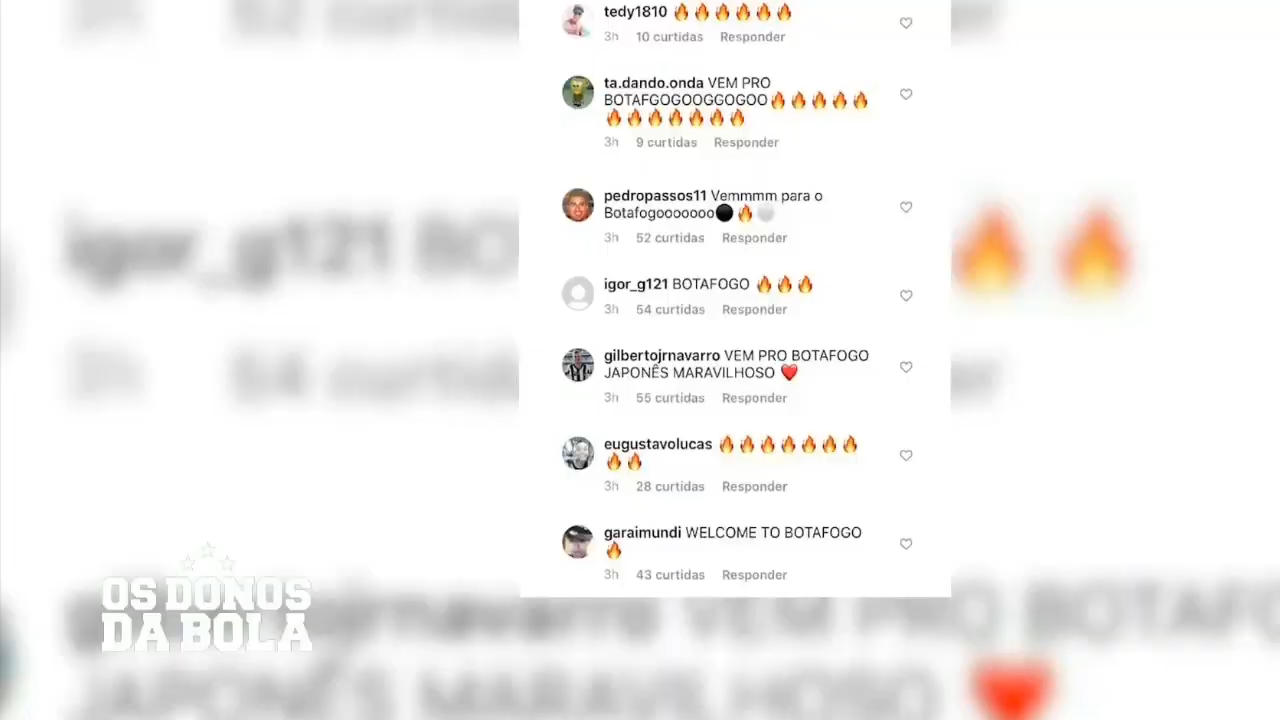 tedy1810 🔥🔥🔥🔥🔥🔥
3h 10 curtidas Responder
ta.dando.onda VEM PRO
BOTAFGOGOOGGOGOO🔥🔥🔥🔥🔥
🔥🔥🔥🔥🔥🔥🔥
3h 9 curtidas Responder
pedropassos11 Vemmmm para o
Botafogooooooo⚫🔥⚪
3h 52 curtidas Responder
igor_g121 BOTAFOGO 🔥🔥🔥
3h 54 curtidas Responder
gilbertojrnavarro VEM PRO BOTAFOGO
JAPONÊS MARAVILHOSO ❤️
3h 55 curtidas Responder
eugustavolucas 🔥🔥🔥🔥🔥🔥🔥
🔥🔥
3h 28 curtidas Responder
garaimundi WELCOME TO BOTAFOGO
🔥
3h 43 curtidas Responder
OS DONOS
DA BOLA